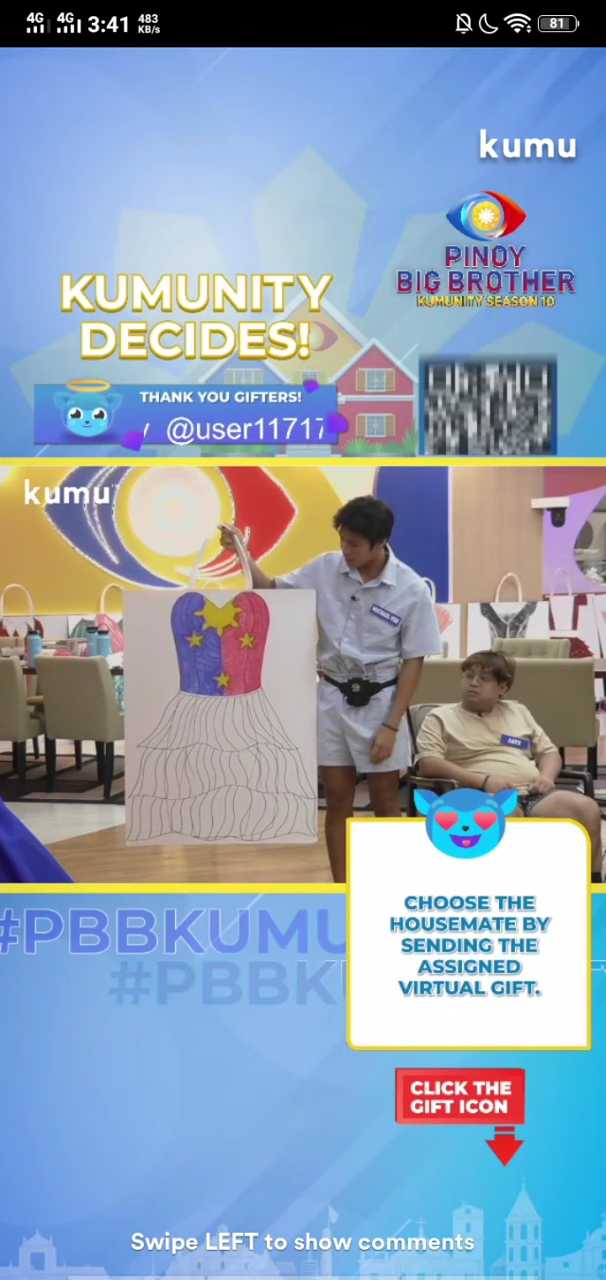 4G 4G 3:41 483 KB/s 81
kumu
PINOY
BIG BROTHER
KUMUNITY SEASON 10
KUMUNITY
DECIDES!
THANK YOU GIFTERS!
@user11717
kumu
CHOOSE THE
HOUSEMATE BY
SENDING THE
ASSIGNED
VIRTUAL GIFT.
#PBBKUMU
#PBBK
CLICK THE
GIFT ICON
Swipe LEFT to show comments